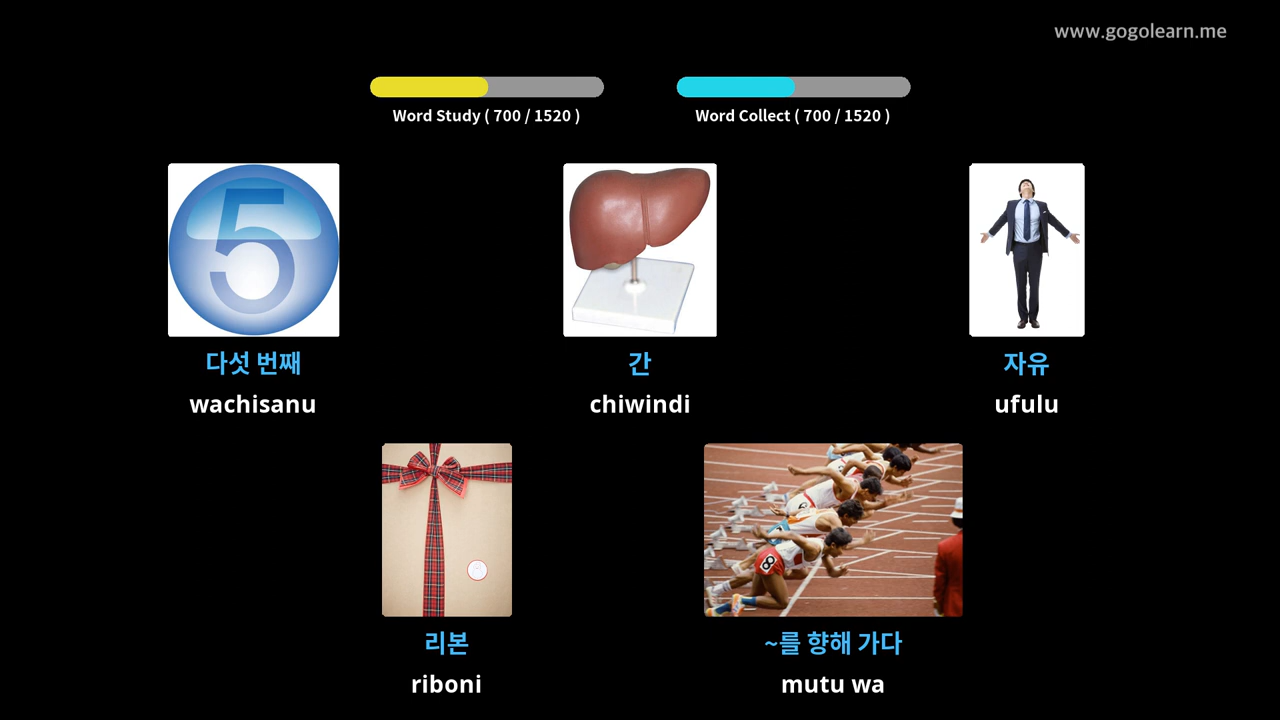 www.gogolearn.me
Word Study ( 700 / 1520 )
Word Collect ( 700 / 1520 )
5
다섯 번째
wachisanu
간
chiwindi
자유
ufulu
8
리본
riboni
~를 향해 가다
mutu wa